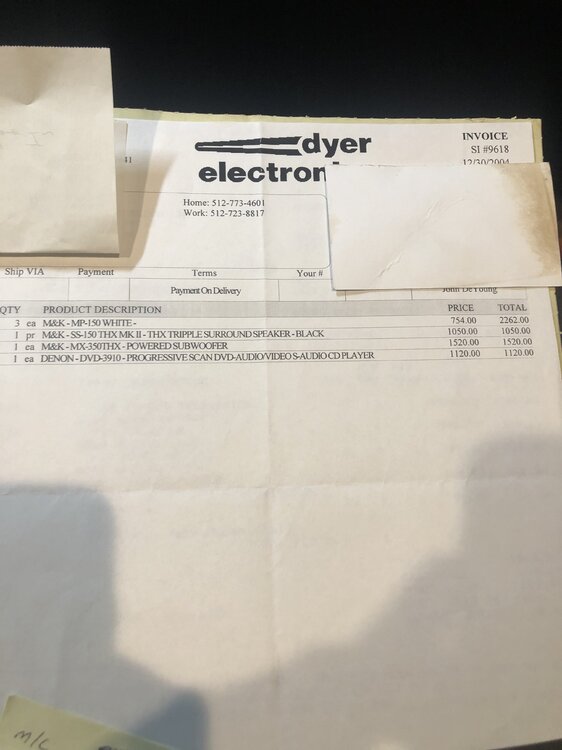 dyer
INVOICE
SI #9618
12/30/2004
41
Home: 512-773-4601
Work: 512-723-8817
Ship VIA Payment Terms Your #
Payment On Delivery John DeYoung
QTY PRODUCT DESCRIPTION PRICE TOTAL
3 ea M&K - MP-150 WHITE - 754.00 2262.00
1 pr M&K - SS-150 THX MK II - THX TRIPPLE SURROUND SPEAKER - BLACK 1050.00 1050.00
1 ea M&K - MX-350THX - POWERED SUBWOOFER 1520.00 1520.00
1 ea DENON - DVD-3910 - PROGRESSIVE SCAN DVD-AUDIO/VIDEO S-AUDIO CD PLAYER 1120.00 1120.00
M/C